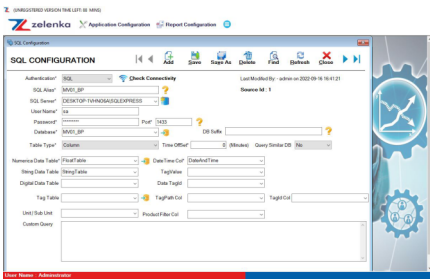 (UNREGISTERED VERSION TIME LEFT: 90 MINS)
zelenka Application Configuration Report Configuration
SQL Configuration
SQL CONFIGURATION Add Save Save As Delete Find Refresh Close
Authentication* SQL Check Connectivity Last Modified By: - admin on 2022-09-16 16:41:21
SQL Alias* MV01_BP Source Id : 1
SQL Server* DESKTOP-TVHN06A\SQLEXPRESS
User Name* sa
Password* ******** Port* 1433
Database* MV01_BP DB Suffix
Table Type* Column Time OffSet* 0 (Minutes) Query Similar DB No
Numerica Data Table* FloatTable DateTime Col* DateAndTime
String Data Table StringTable TagValue
Digital Data Table Data TagId
Tag Table TagPath Col TagId Col
Unit / Sub Unit Product Filter Col
Custom Query
User Name : Administrator